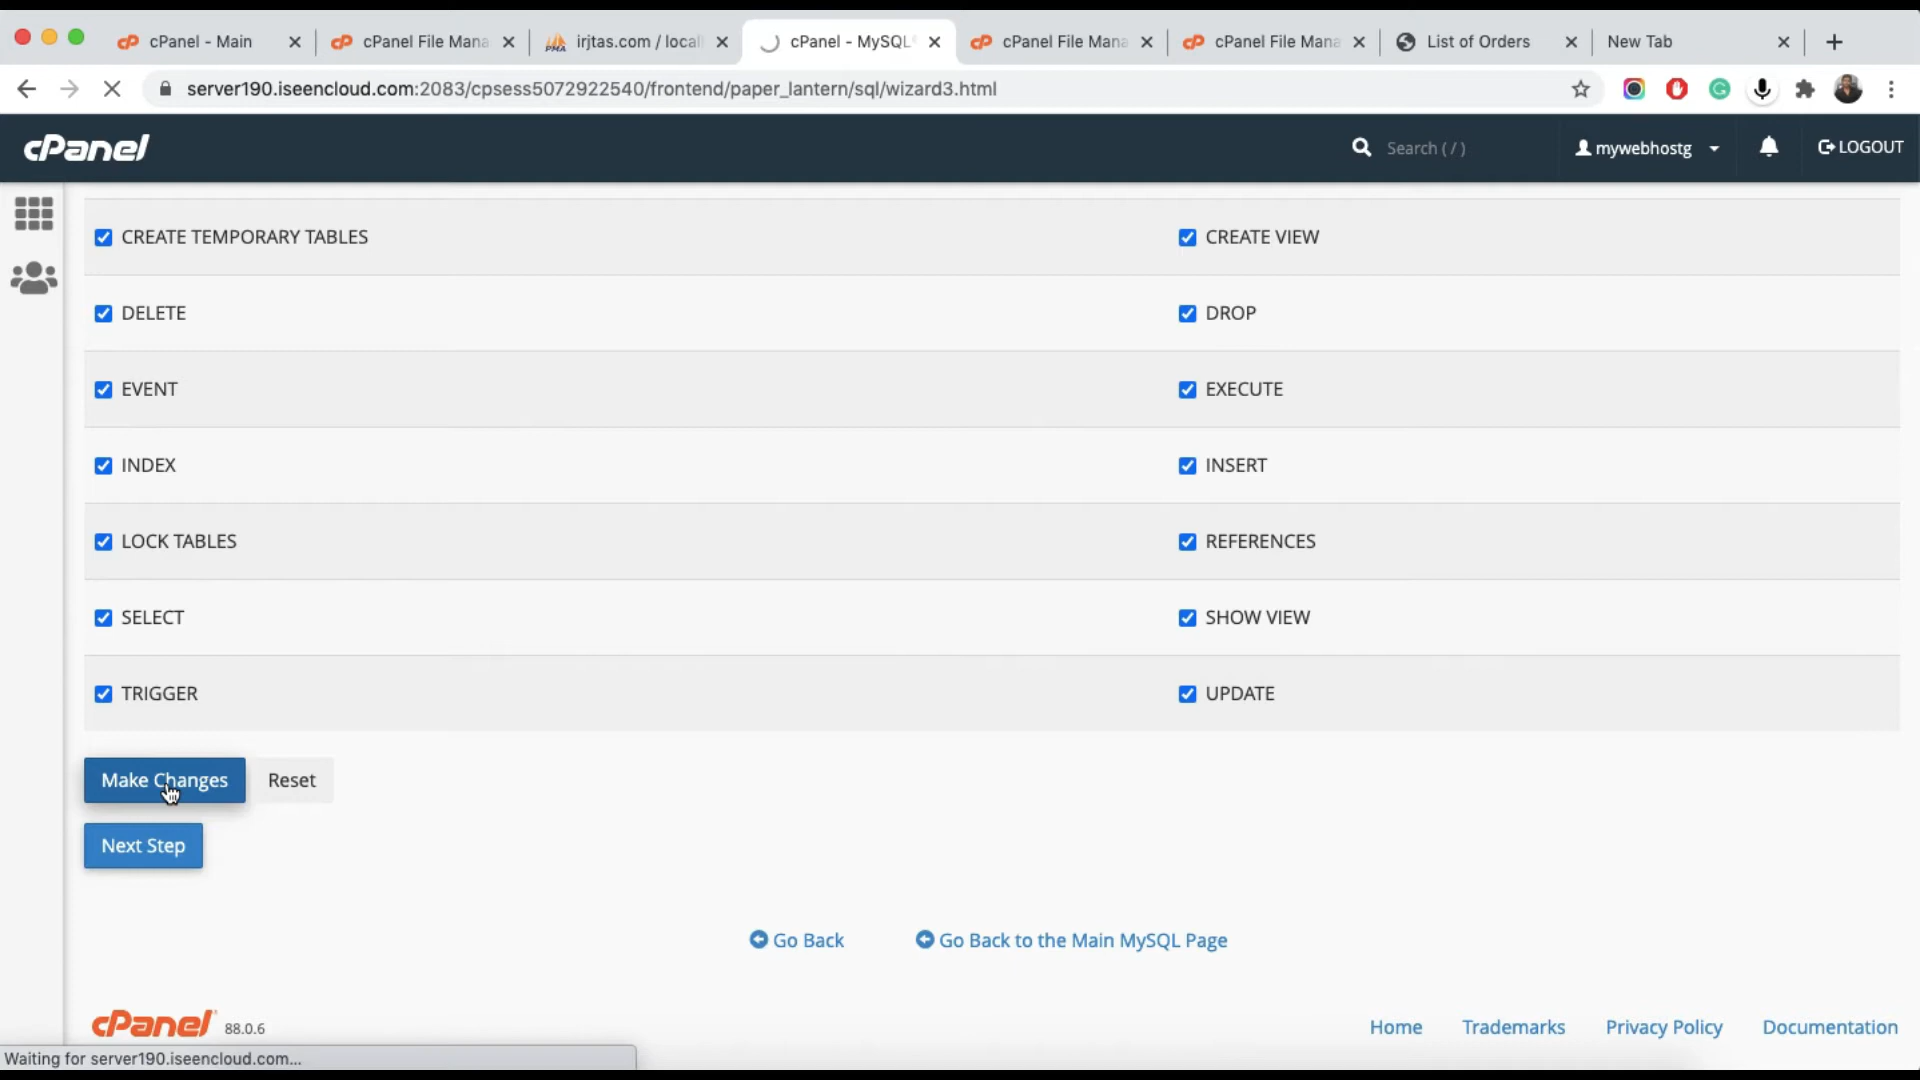 cPanel - Main
cPanel File Mana
irjtas.com / local
cPanel - MySQL
cPanel File Mana
cPanel File Mana
List of Orders
New Tab
server190.iseencloud.com:2083/cpsess5072922540/frontend/paper_lantern/sql/wizard3.html
cPanel
Search ( / )
mywebhostg
LOGOUT
CREATE TEMPORARY TABLES
CREATE VIEW
DELETE
DROP
EVENT
EXECUTE
INDEX
INSERT
LOCK TABLES
REFERENCES
SELECT
SHOW VIEW
TRIGGER
UPDATE
Make Changes
Reset
Next Step
Go Back
Go Back to the Main MySQL Page
cPanel 88.0.6
Home
Trademarks
Privacy Policy
Documentation
Waiting for server190.iseencloud.com...